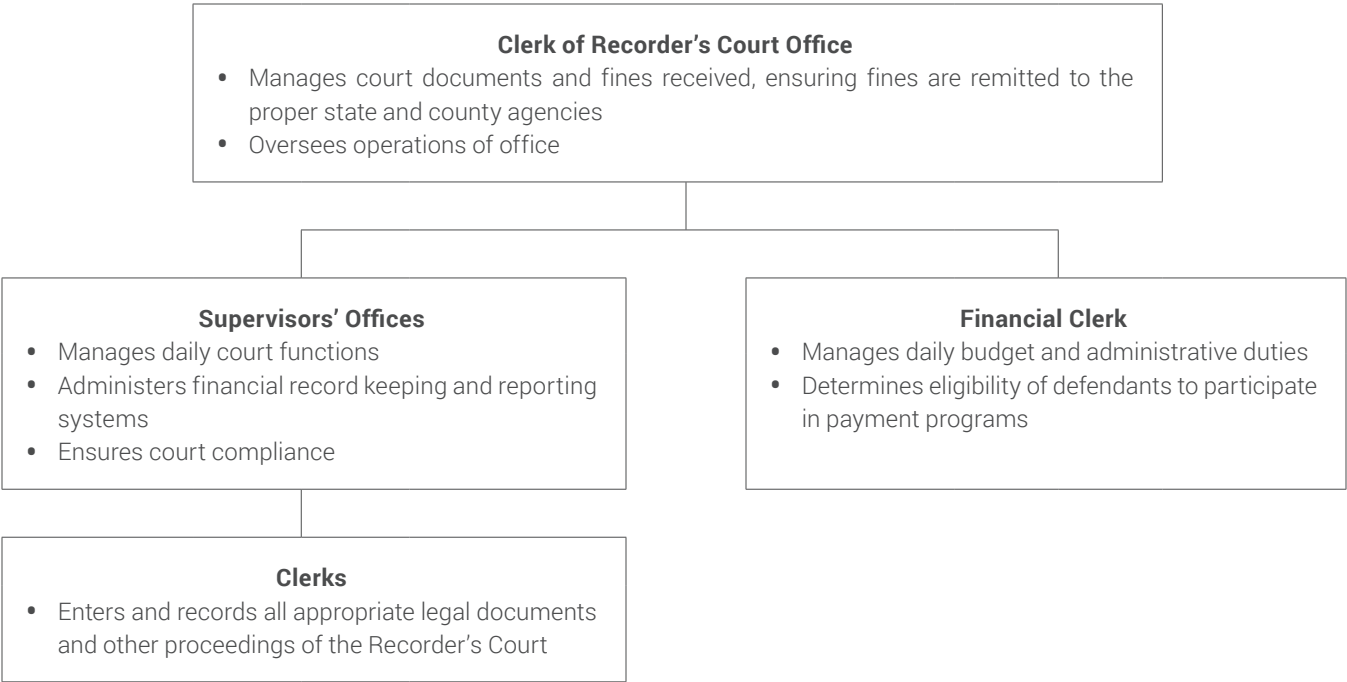 Clerk of Recorder’s Court Office
• Manages court documents and fines received, ensuring fines are remitted to the
proper state and county agencies
• Oversees operations of office
Supervisors’ Offices
• Manages daily court functions
• Administers financial record keeping and reporting
systems
• Ensures court compliance
Financial Clerk
• Manages daily budget and administrative duties
• Determines eligibility of defendants to participate
in payment programs
Clerks
• Enters and records all appropriate legal documents
and other proceedings of the Recorder’s Court